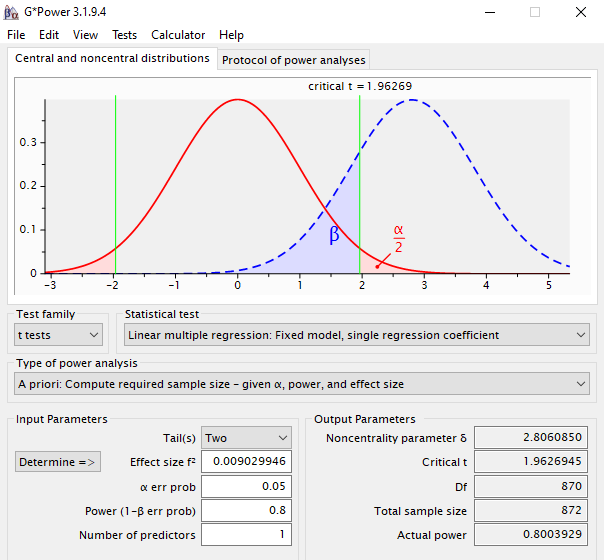 G*Power 3.1.9.4
File Edit View Tests Calculator Help
Central and noncentral distributions Protocol of power analyses
critical t = 1.96269
0.3
0.2
0.1
0
β
α
2
-3 -2 -1 0 1 2 3 4 5
Test family Statistical test
t tests Linear multiple regression: Fixed model, single regression coefficient
Type of power analysis
A priori: Compute required sample size - given α, power, and effect size
Input Parameters Output Parameters
Tail(s) Two Noncentrality parameter δ 2.8060850
Determine => Effect size f² 0.009029946 Critical t 1.9626945
α err prob 0.05 Df 870
Power (1-β err prob) 0.8 Total sample size 872
Number of predictors 1 Actual power 0.8003929